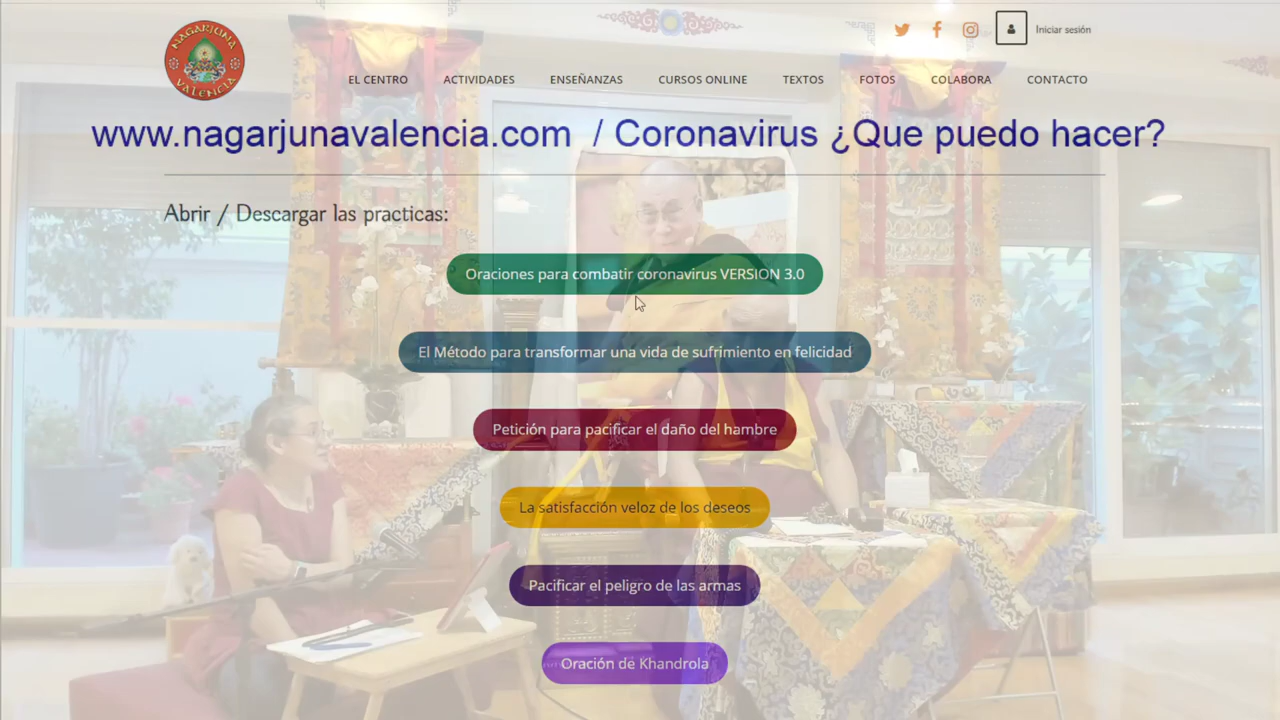 NAGARJUNA
VALENCIA
Iniciar sesión
EL CENTRO
ACTIVIDADES
ENSEÑANZAS
CURSOS ONLINE
TEXTOS
FOTOS
COLABORA
CONTACTO
www.nagarjunavalencia.com / Coronavirus ¿Que puedo hacer?
Abrir / Descargar las practicas:
Oraciones para combatir coronavirus VERSION 3.0
El Método para transformar una vida de sufrimiento en felicidad
Petición para pacificar el daño del hambre
La satisfacción veloz de los deseos
Pacificar el peligro de las armas
Oración de Khandrola